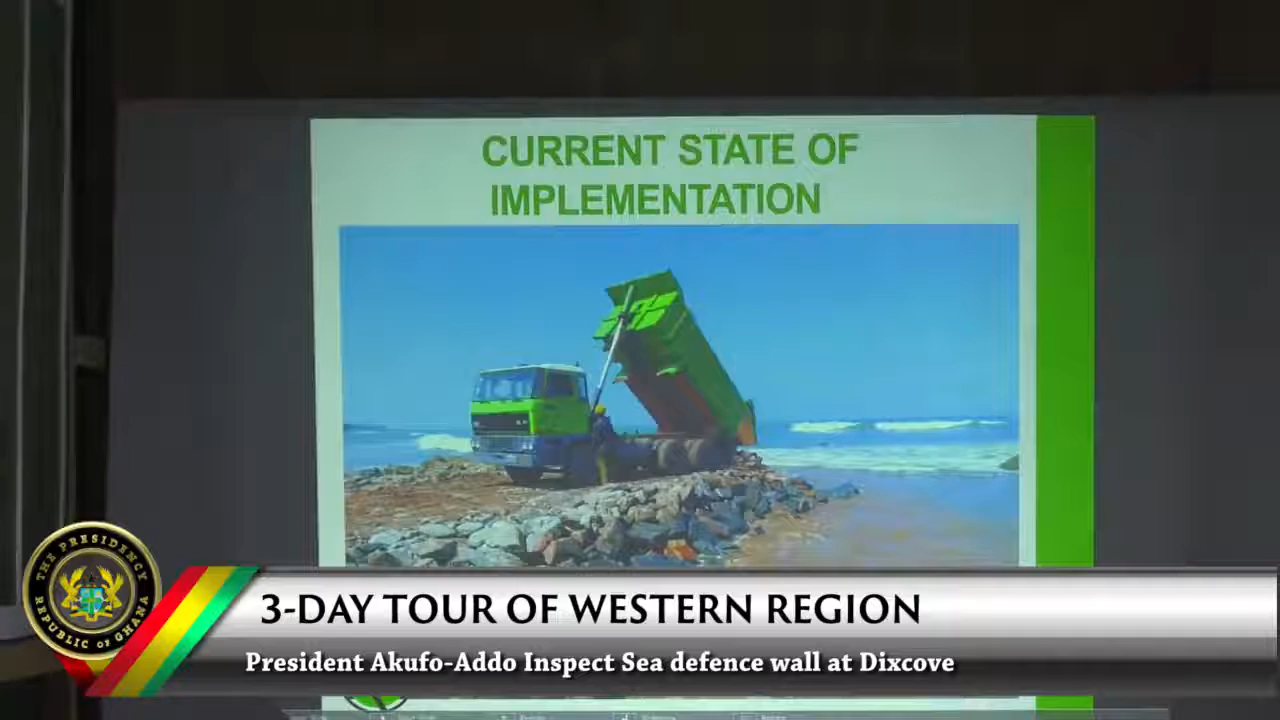 CURRENT STATE OF
IMPLEMENTATION
THE PRESIDENCY
REPUBLIC OF GHANA
3-DAY TOUR OF WESTERN REGION
President Akufo-Addo Inspect Sea defence wall at Dixcove